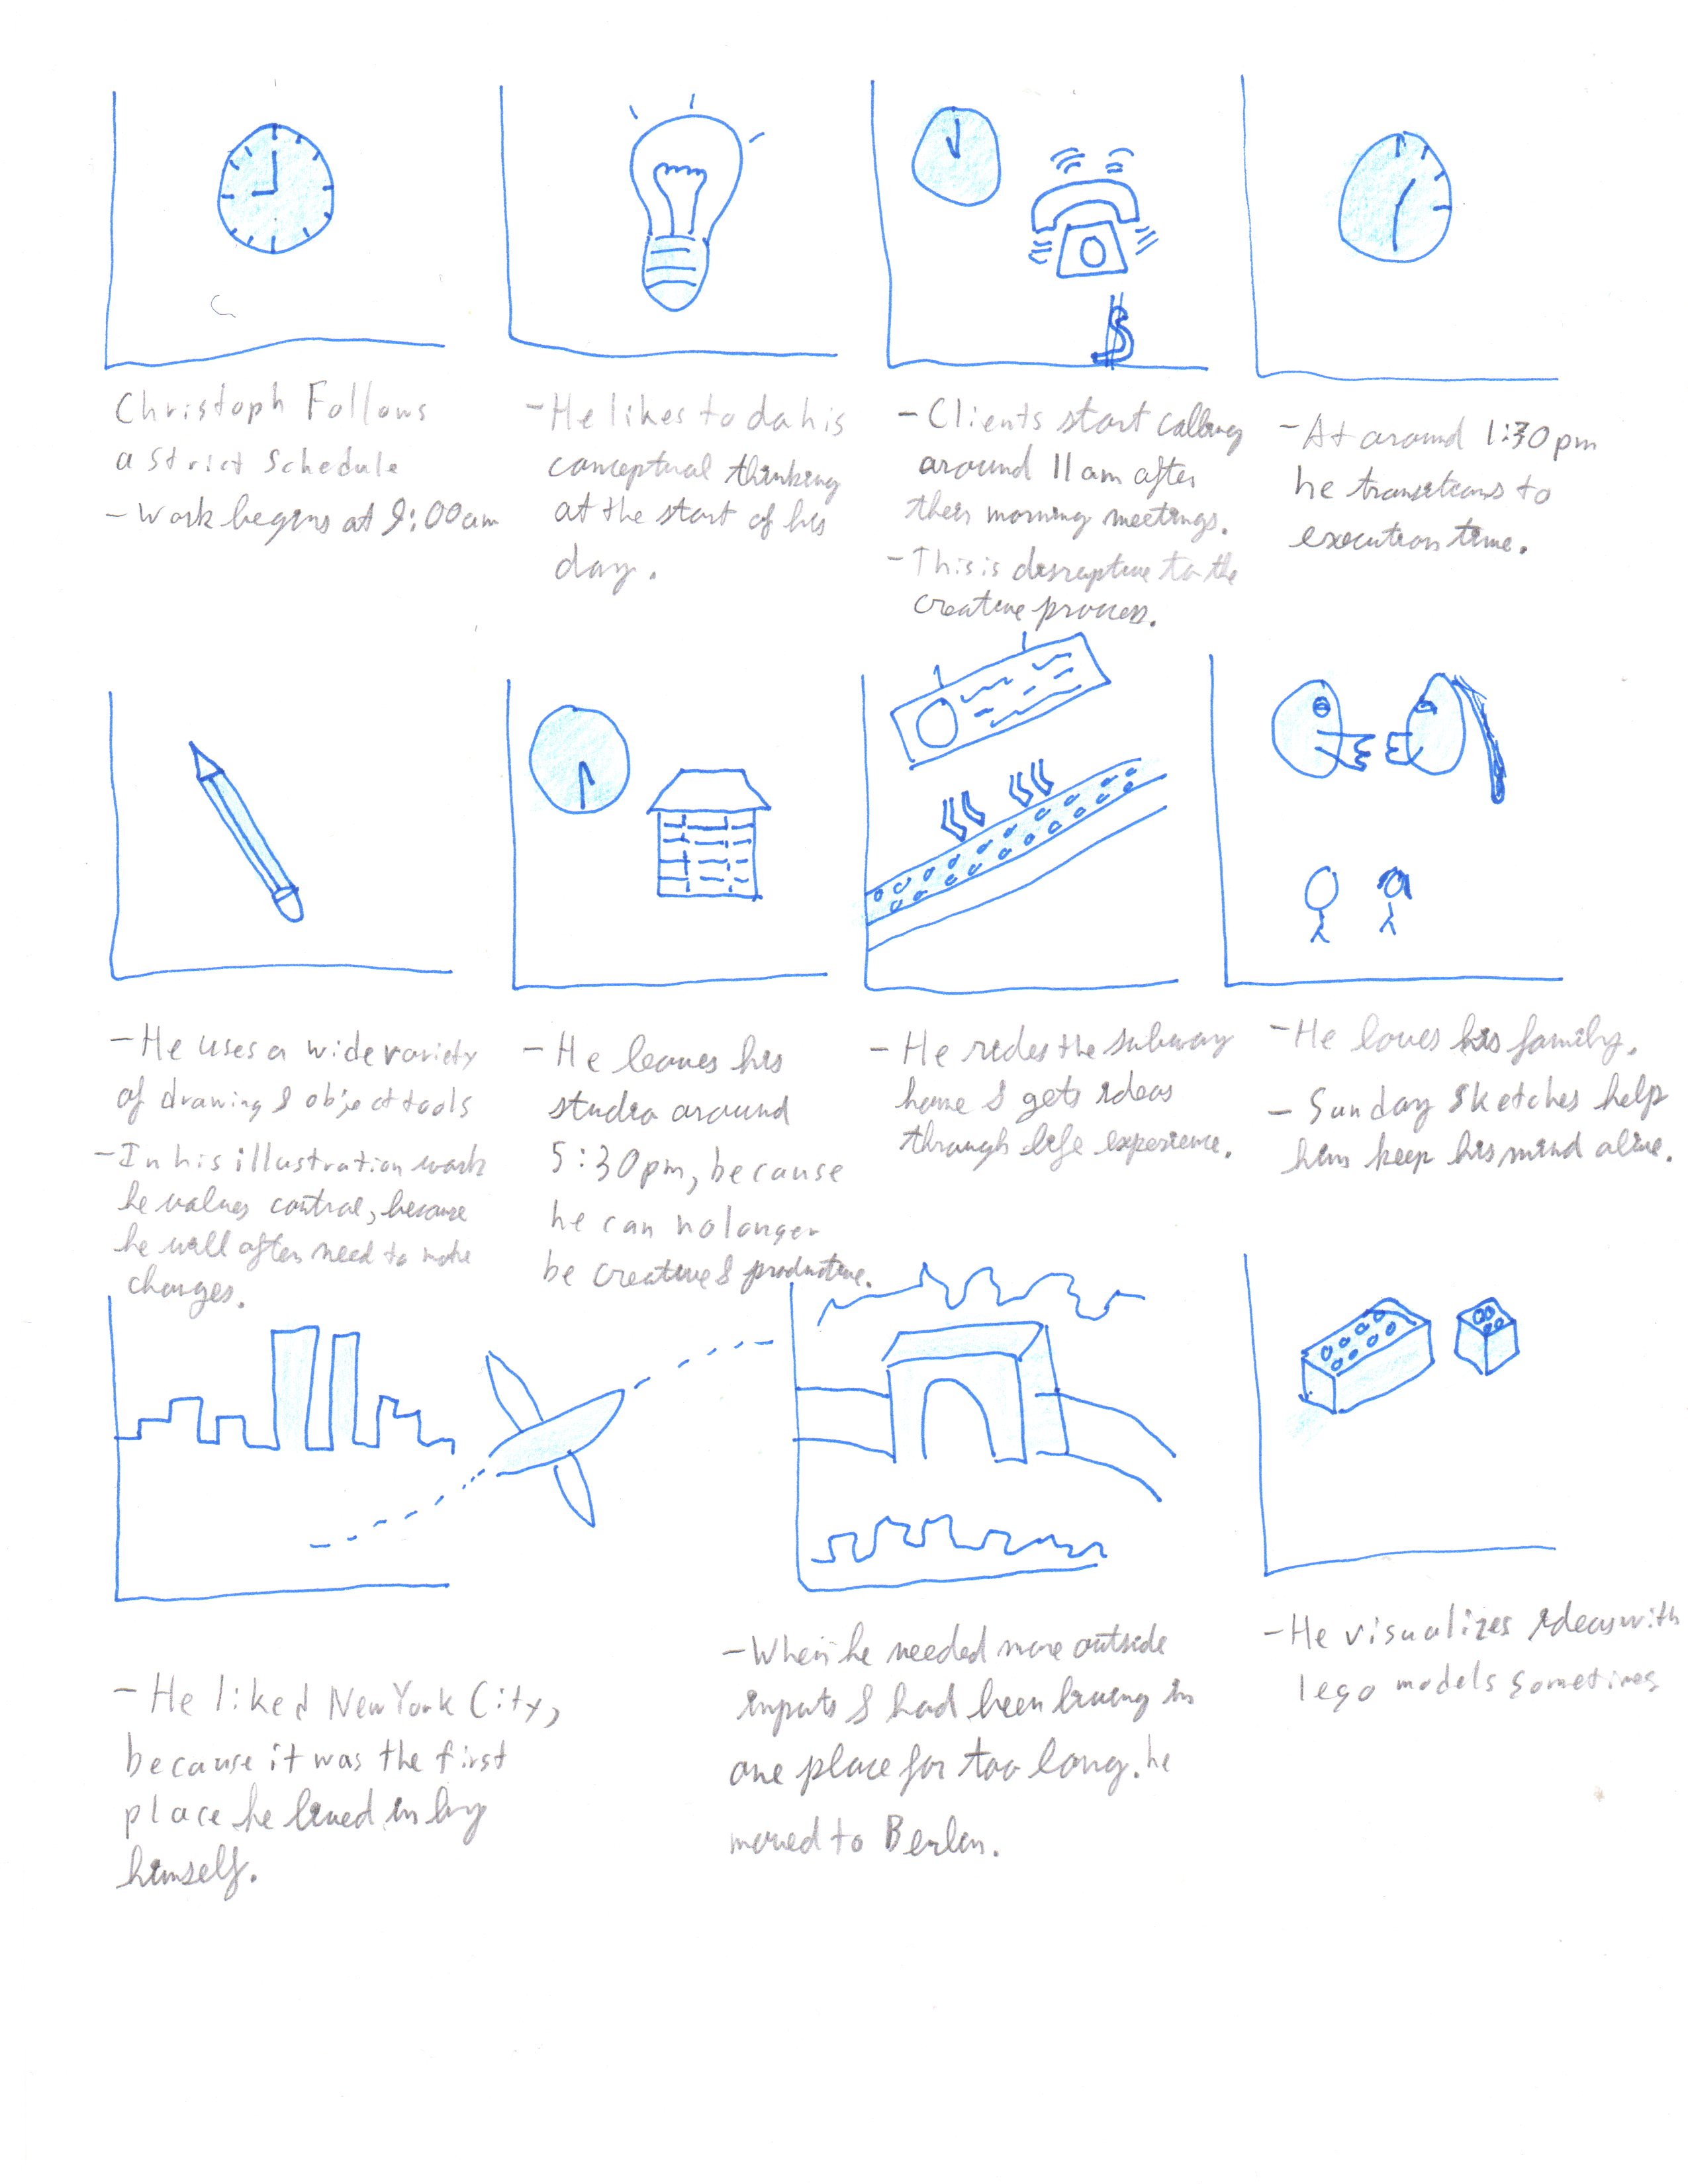 Christoph Follows
a Strict Schedule
- Work begins at 9:00am
- He likes to do his
conceptual thinking
at the start of his
day.
- Clients start calling
around 11am after
their morning meetings.
- This is disruptive to the
creative process.
- At around 1:30pm
he transitions to
execution time.
- He uses a wide variety
of drawing & object tools
- In his illustration work
he values control, because
he will often need to make
changes.
- He leaves his
studio around
5:30pm, because
he can no longer
be creative & productive.
- He rides the subway
home & gets ideas
through life experience.
- He loves his family.
- Sunday Sketches help
him keep his mind alive.
- He liked New York City,
because it was the first
place he lived in by
himself.
- When he needed more outside
inputs & had been living in
one place for too long. he
moved to Berlin.
- He visualizes ideas with
lego models sometimes